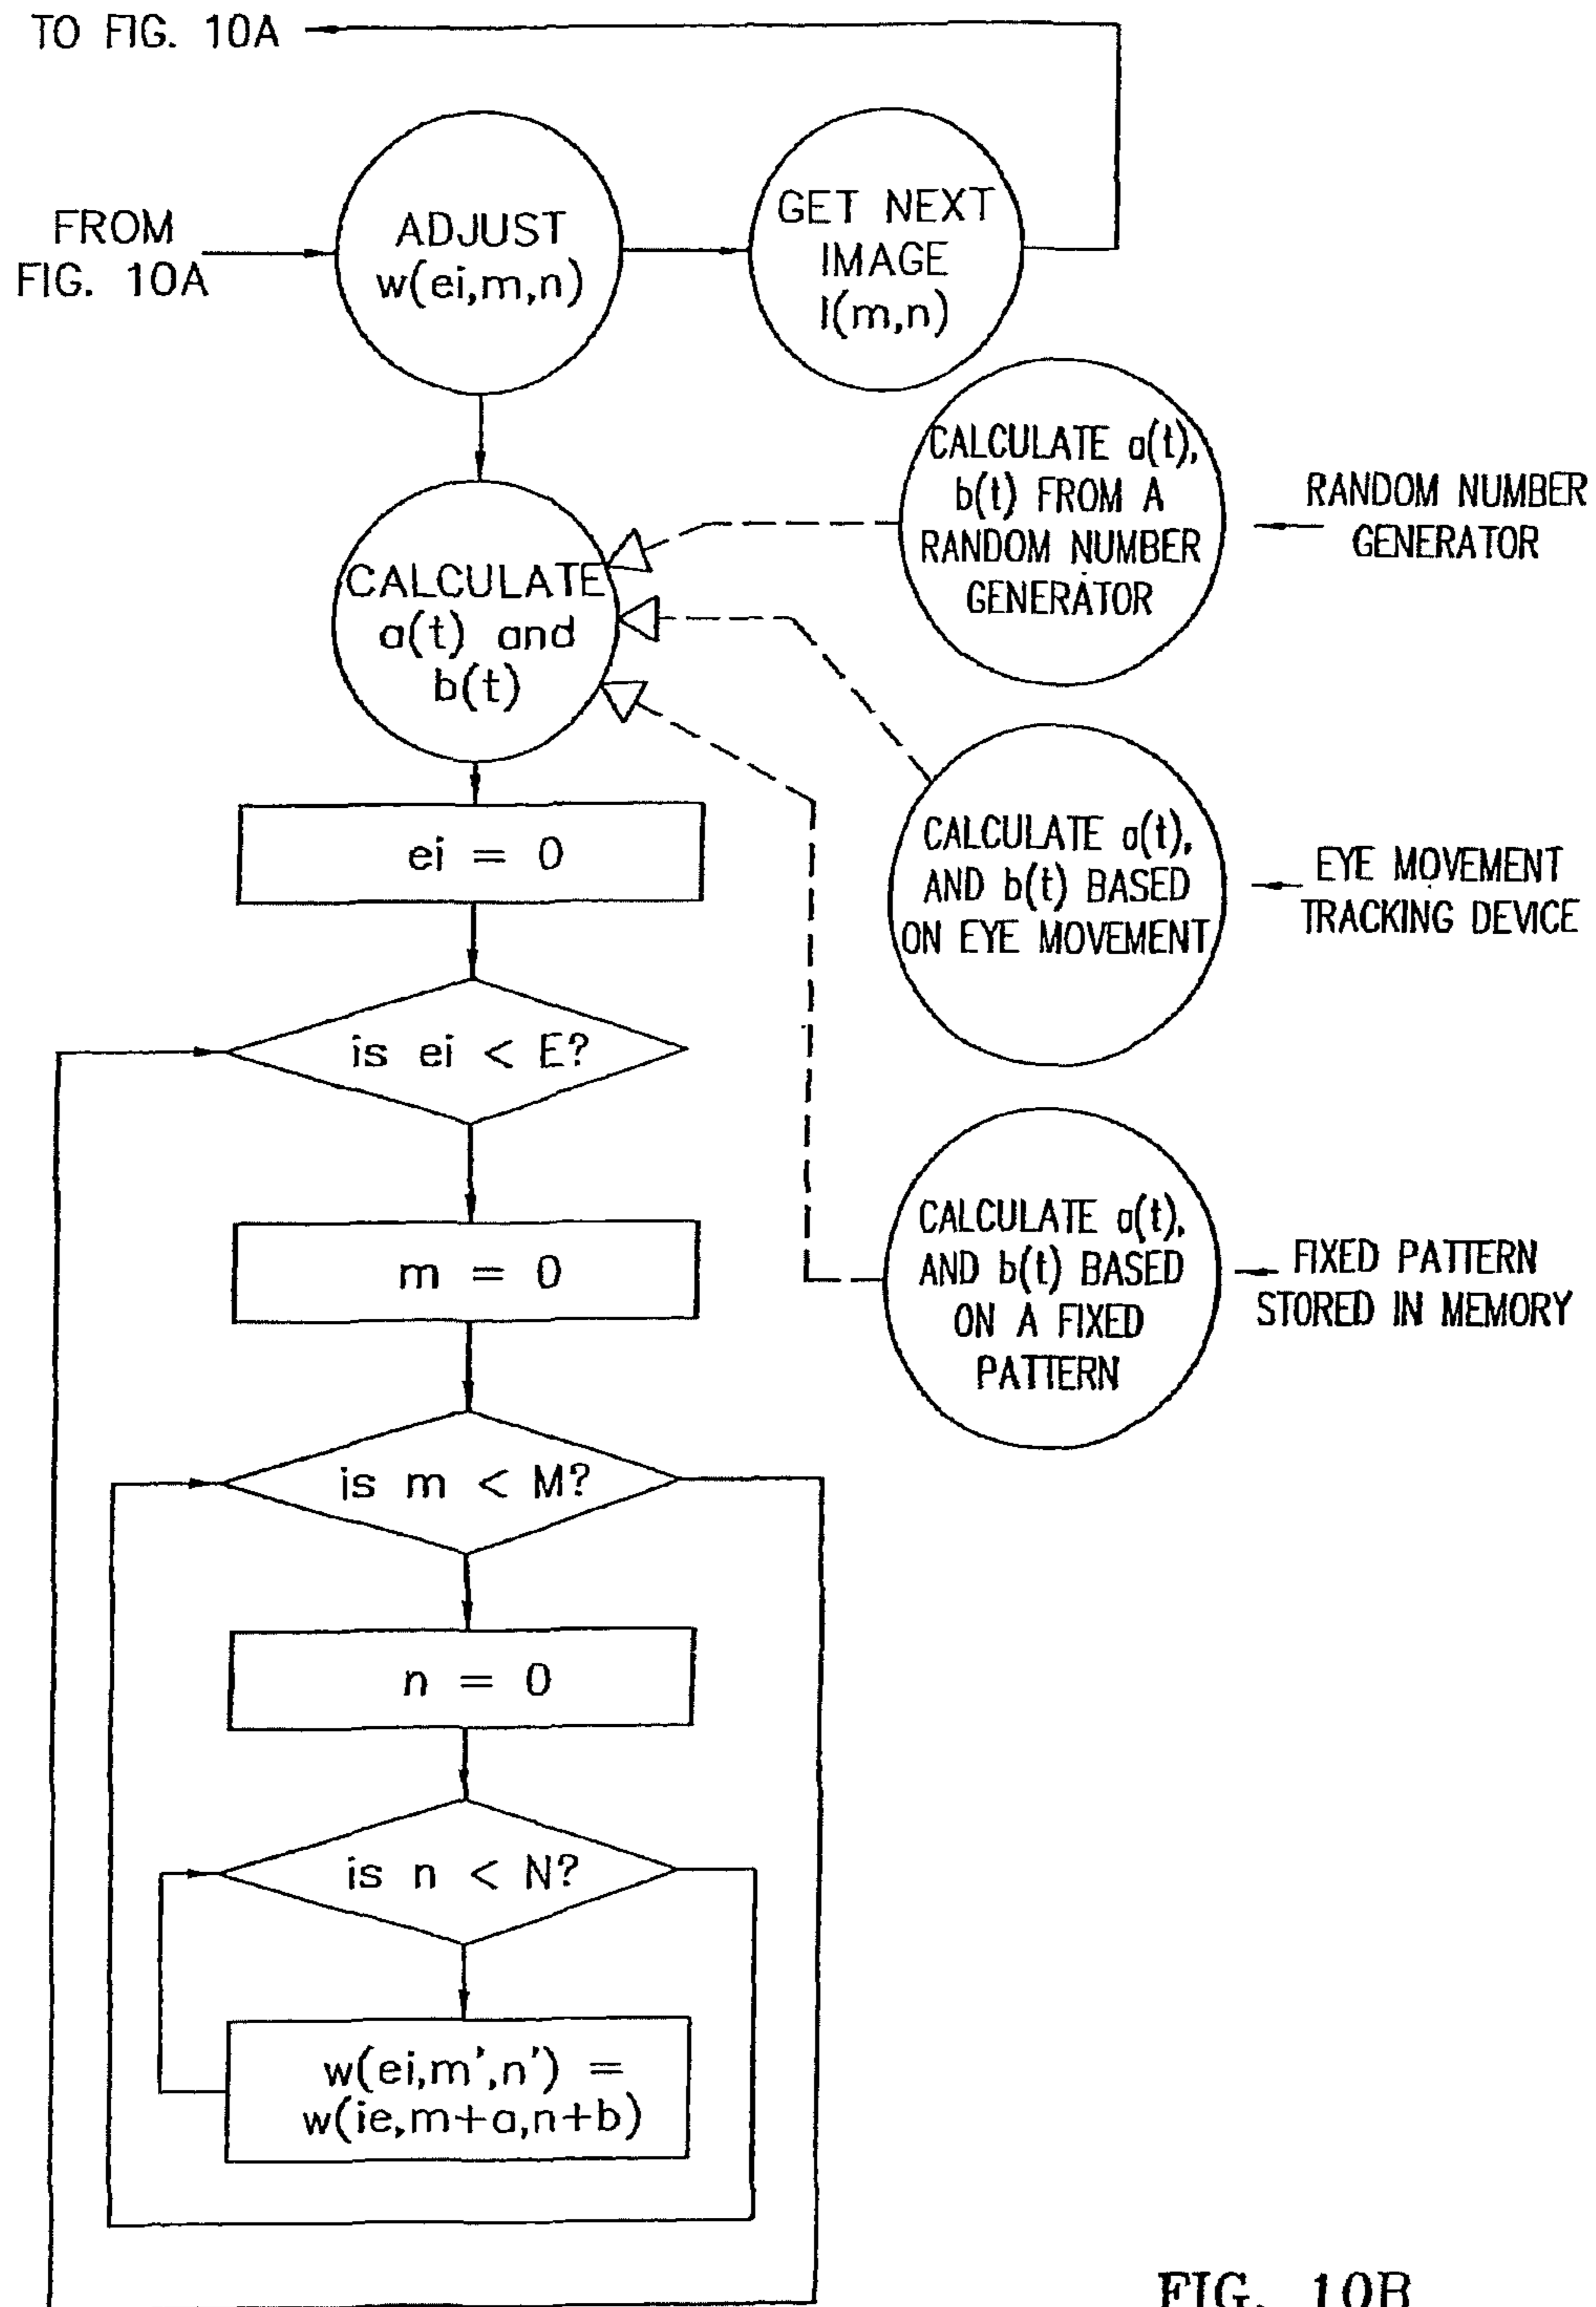 TO FIG. 10A
FROM
FIG. 10A
ADJUST
w(ei,m,n)
GET NEXT
IMAGE
I(m,n)
CALCULATE
a(t) and
b(t)
CALCULATE a(t),
b(t) FROM A
RANDOM NUMBER
GENERATOR
RANDOM NUMBER
GENERATOR
CALCULATE a(t),
AND b(t) BASED
ON EYE MOVEMENT
EYE MOVEMENT
TRACKING DEVICE
CALCULATE a(t),
AND b(t) BASED
ON A FIXED
PATTERN
FIXED PATTERN
STORED IN MEMORY
ei = 0
is ei < E?
m = 0
is m < M?
n = 0
is n < N?
w(ei,m',n') =
w(ie,m+a,n+b)
FIG. 10B